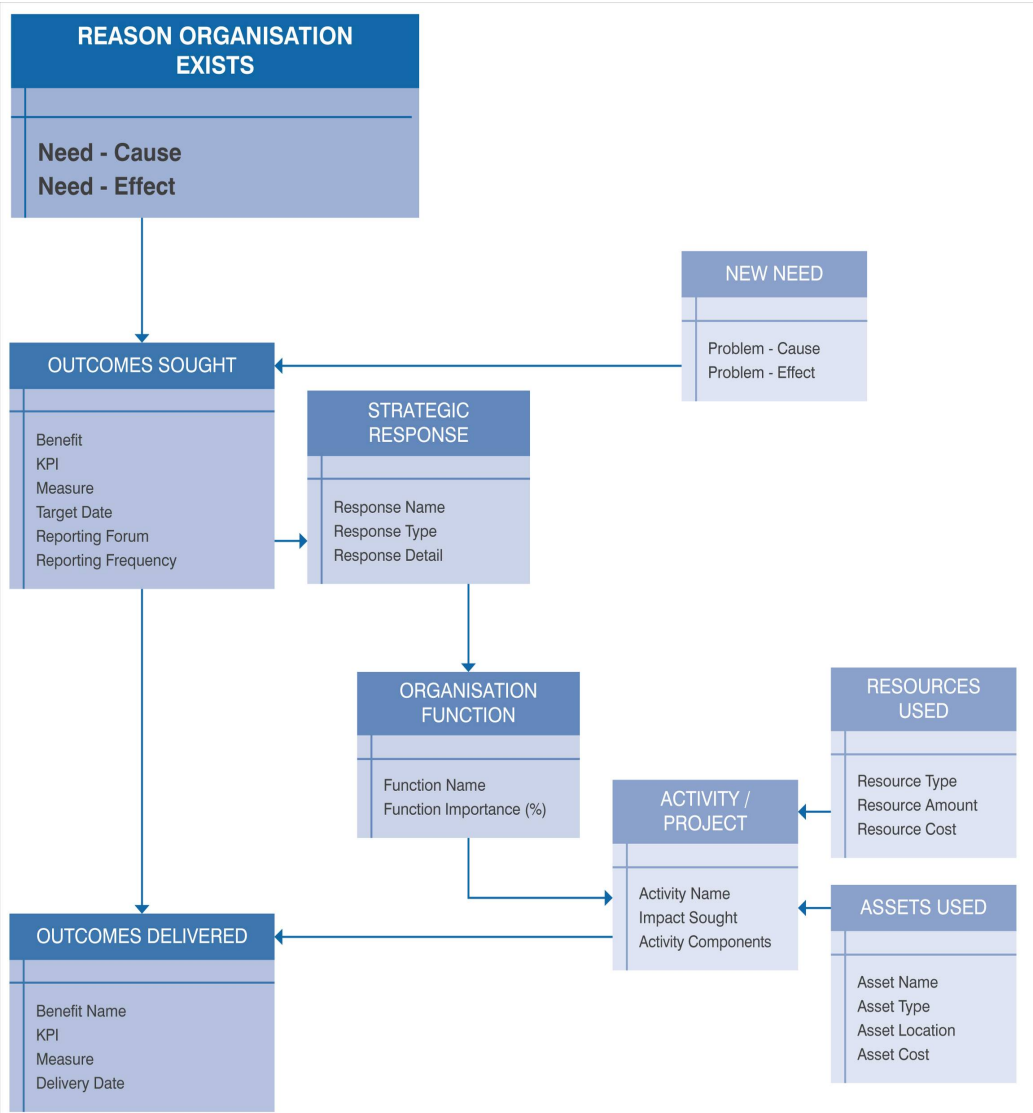 REASON ORGANISATION
EXISTS
Need - Cause
Need - Effect
NEW NEED
Problem - Cause
Problem - Effect
OUTCOMES SOUGHT
Benefit
KPI
Measure
Target Date
Reporting Forum
Reporting Frequency
STRATEGIC
RESPONSE
Response Name
Response Type
Response Detail
ORGANISATION
FUNCTION
Function Name
Function Importance (%)
RESOURCES
USED
Resource Type
Resource Amount
Resource Cost
ACTIVITY /
PROJECT
Activity Name
Impact Sought
Activity Components
ASSETS USED
Asset Name
Asset Type
Asset Location
Asset Cost
OUTCOMES DELIVERED
Benefit Name
KPI
Measure
Delivery Date